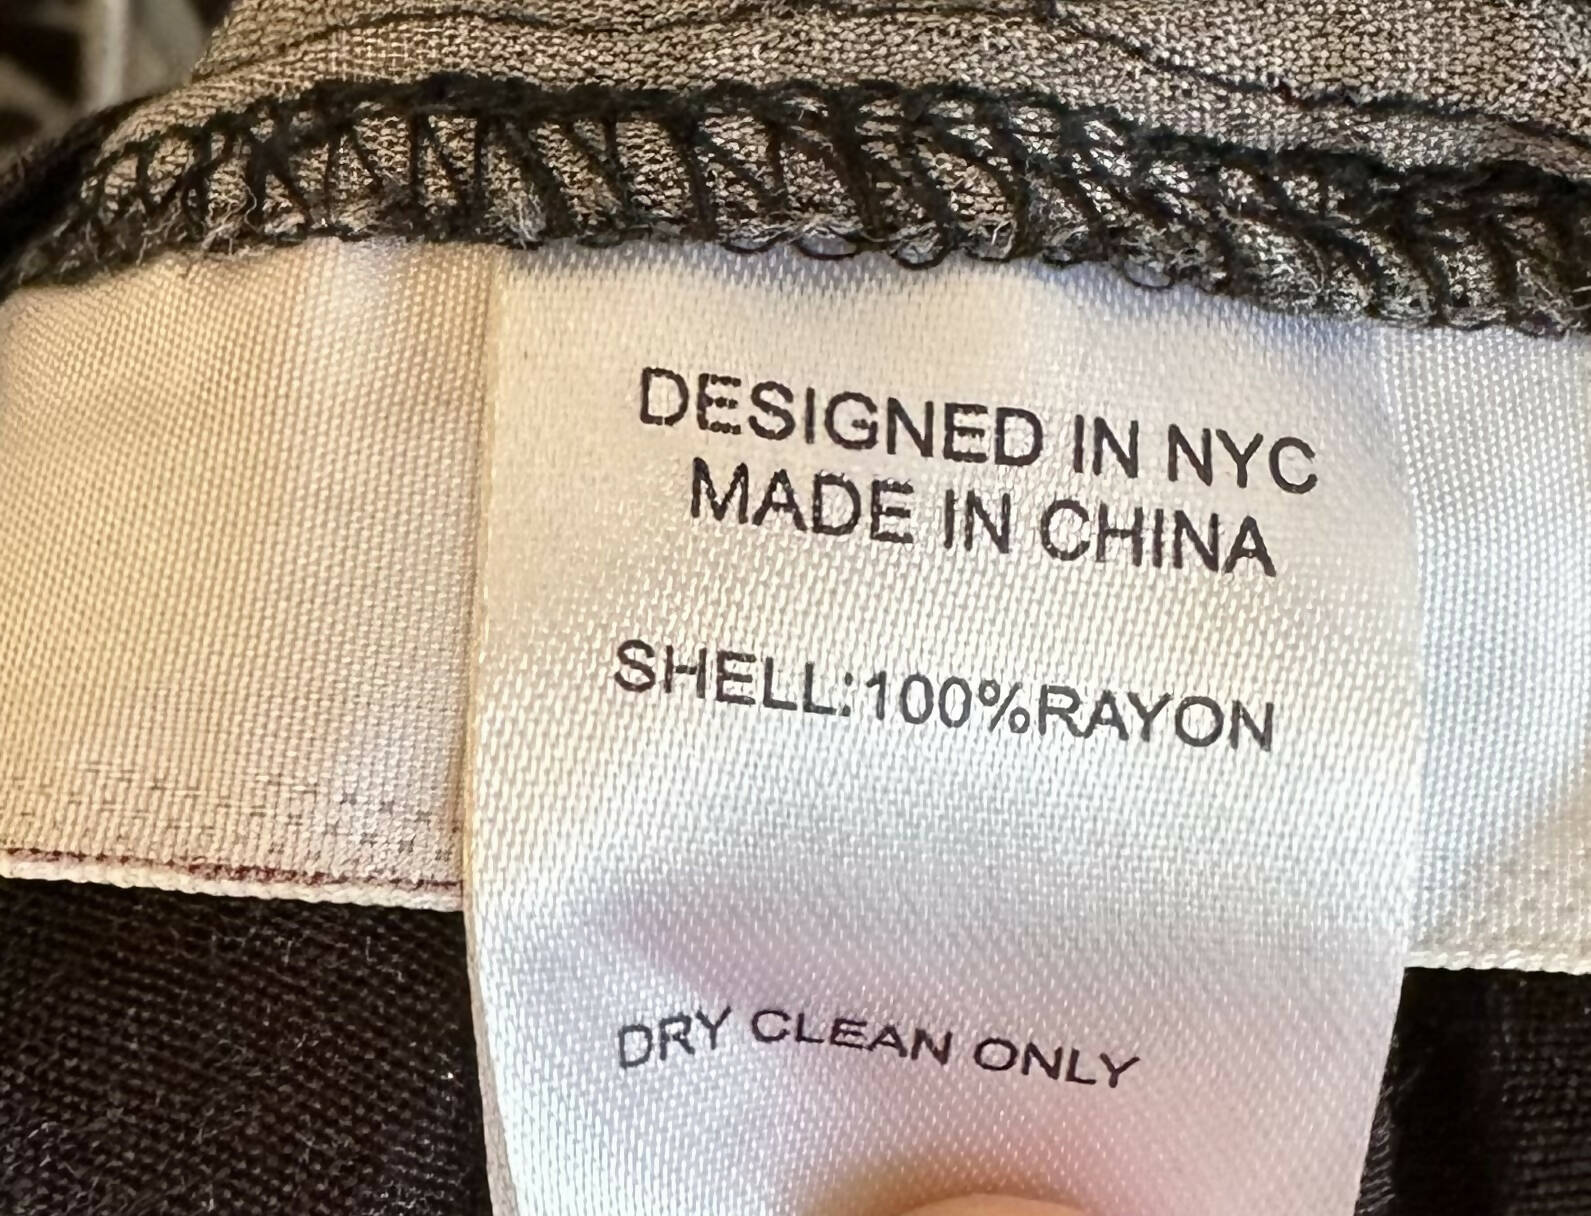 DESIGNED IN NYC
MADE IN CHINA
SHELL:100%RAYON
DRY CLEAN ONLY